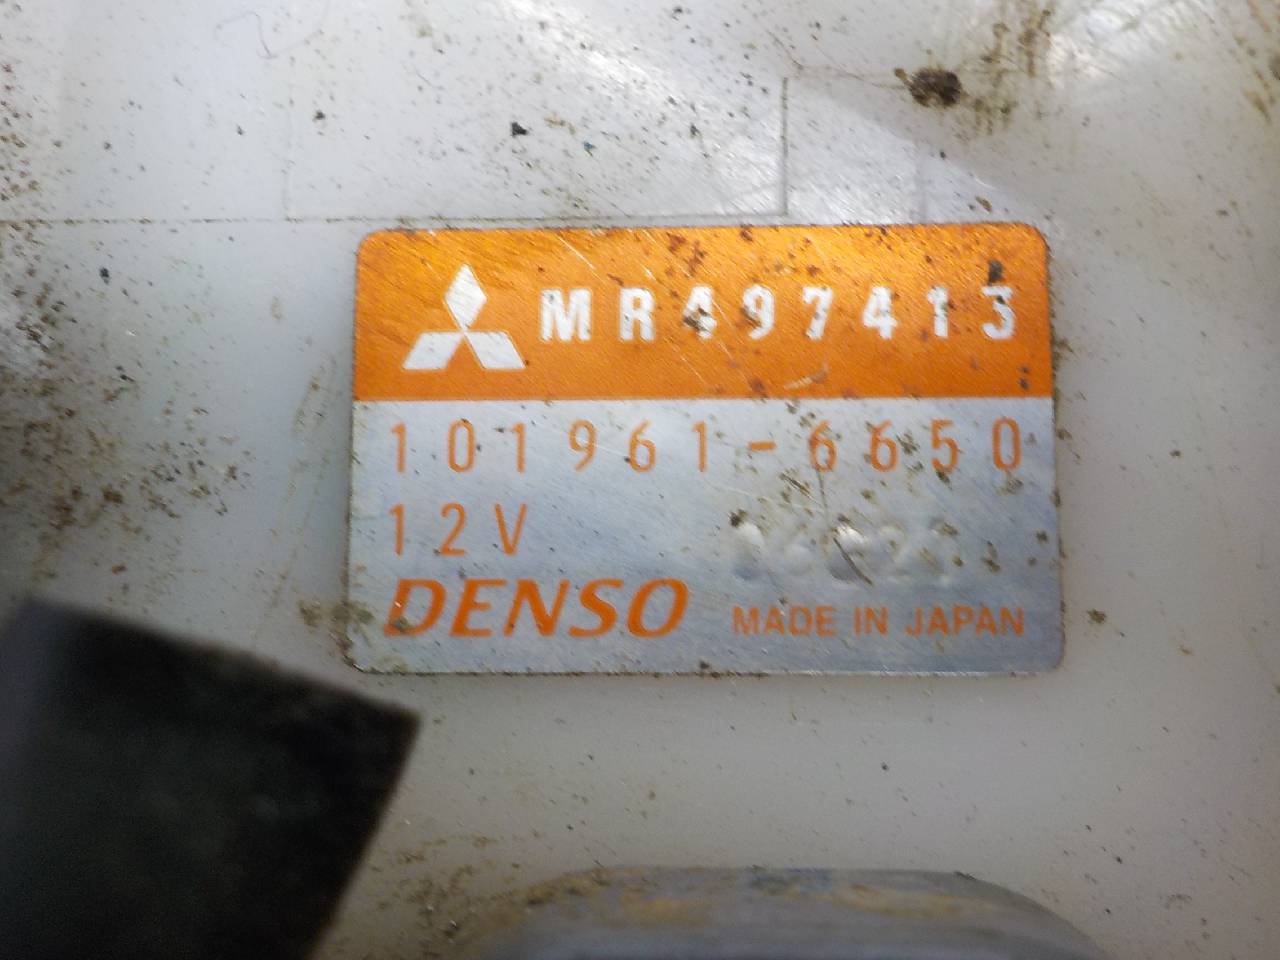 MR497413
101961-6650
12V
DENSO MADE IN JAPAN